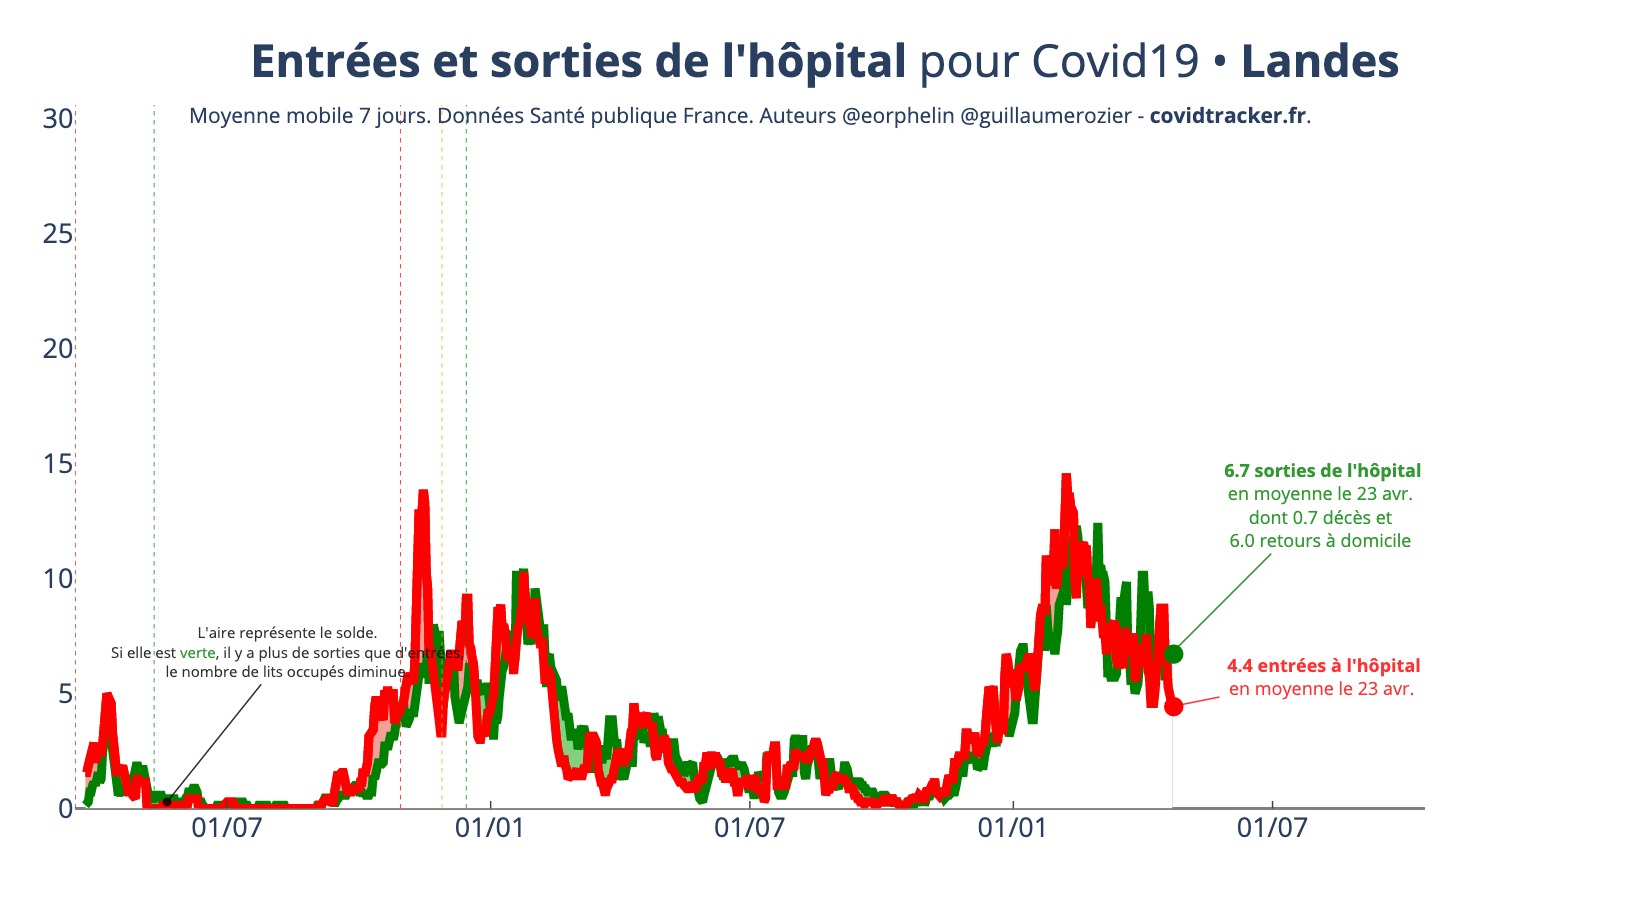 Entrées et sorties de l'hôpital pour Covid19 • Landes
Moyenne mobile 7 jours. Données Santé publique France. Auteurs @eorphelin @guillaumerozier - covidtracker.fr.
30
25
20
15
10
5
0
6.7 sorties de l'hôpital
en moyenne le 23 avr.
dont 0.7 décès et
6.0 retours à domicile
L'aire représente le solde.
Si elle est verte, il y a plus de sorties que d'entrées,
le nombre de lits occupés diminue.
4.4 entrées à l'hôpital
en moyenne le 23 avr.
01/07 01/01 01/07 01/01 01/07